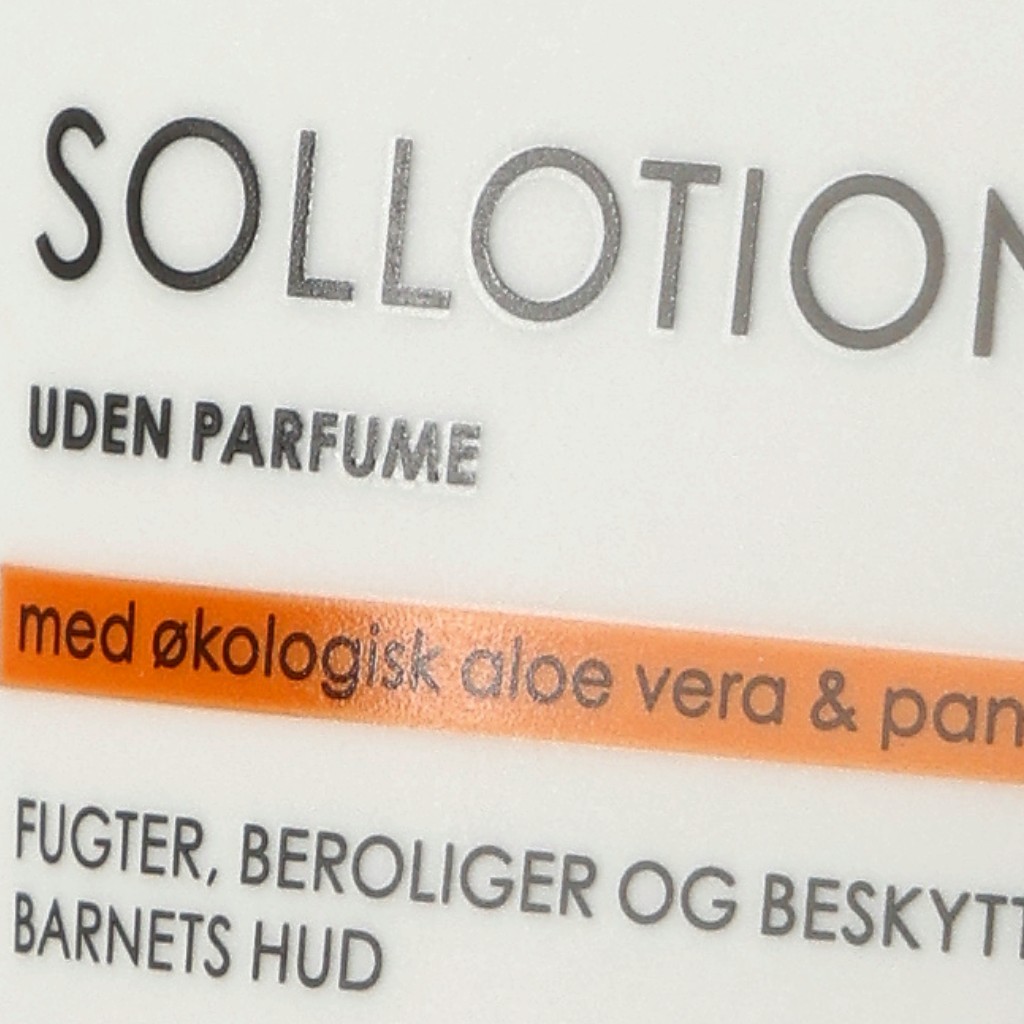 SOLLOTION
UDEN PARFUME
med økologisk aloe vera & pan
FUGTER, BEROLIGER OG BESKYTT
BARNETS HUD